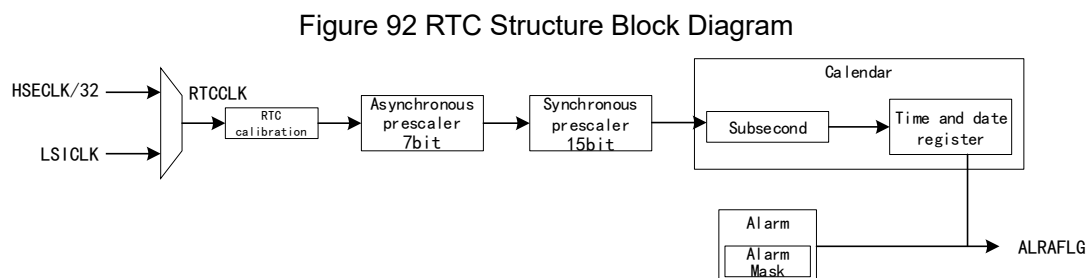 Figure 92 RTC Structure Block Diagram
HSECLK/32
LSICLK
RTCCLK
RTC
calibration
Asynchronous
prescaler
7bit
Synchronous
prescaler
15bit
Calendar
Subsecond
Time and date
register
Alarm
Alarm
Mask
ALRAFLG